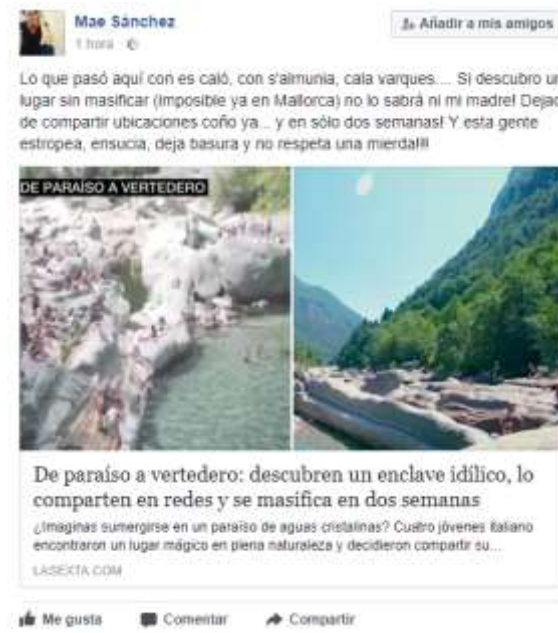 Mae Sánchez
1 hora
Añadir a mis amigos
Lo que pasó aquí con es caló, con s'almunia, cala varques.... Si descubro un
lugar sin masificar (imposible ya en Mallorca) no lo sabrá ni mi madre! Dejad
de compartir ubicaciones coño ya... y en sólo dos semanas! Y esta gente
estropea, ensucia, deja basura y no respeta una mierda!!!!
DE PARAÍSO A VERTEDERO
De paraíso a vertedero: descubren un enclave idílico, lo
comparten en redes y se masifica en dos semanas
¿Imaginas sumergirse en un paraíso de aguas cristalinas? Cuatro jóvenes italiano
encontraron un lugar mágico en plena naturaleza y decidieron compartir su...
LASEXTA.COM
Me gusta Comentar Compartir